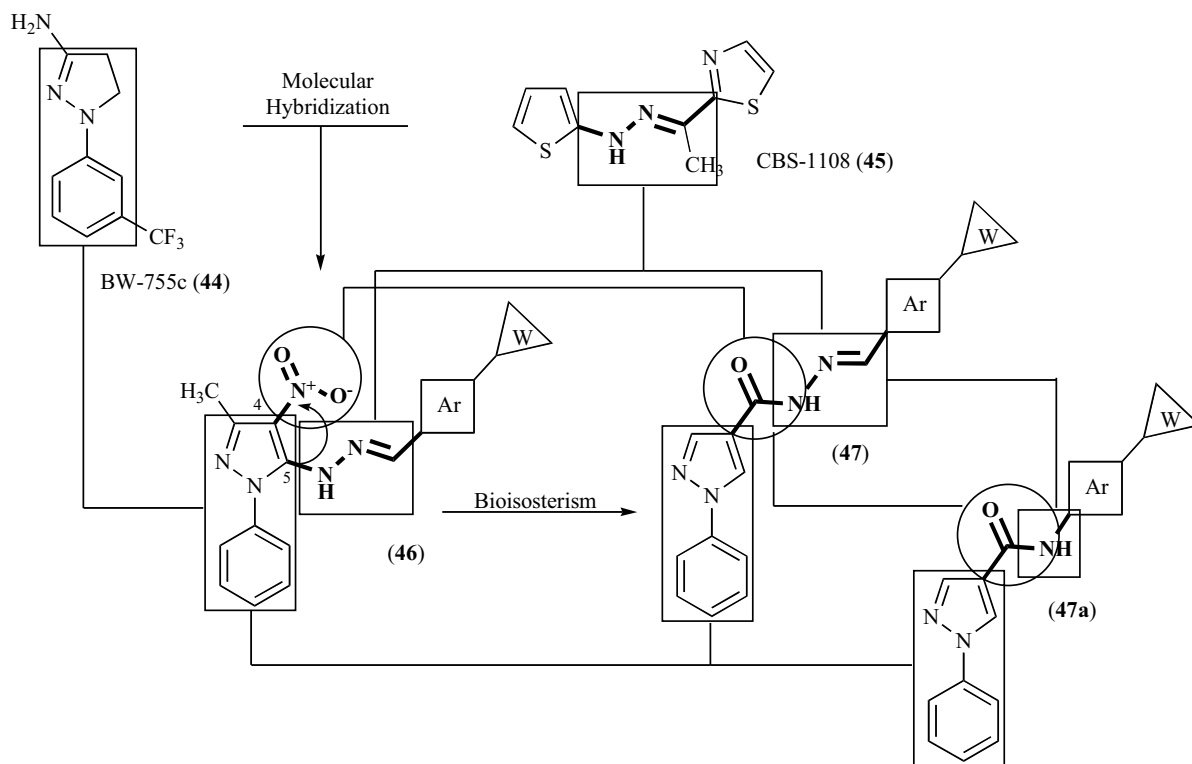 H₂N
N
N
CF₃
BW-755c (44)
Molecular
Hybridization
S
N
H
N
CH₃
N
S
CBS-1108 (45)
W
Ar
O
N⁺
O⁻
H₃C
4
5
N
N
N
H
N
Ar
W
(46)
Bioisosterism
O
NH
N
N
N
(47)
W
Ar
O
NH
N
N
(47a)